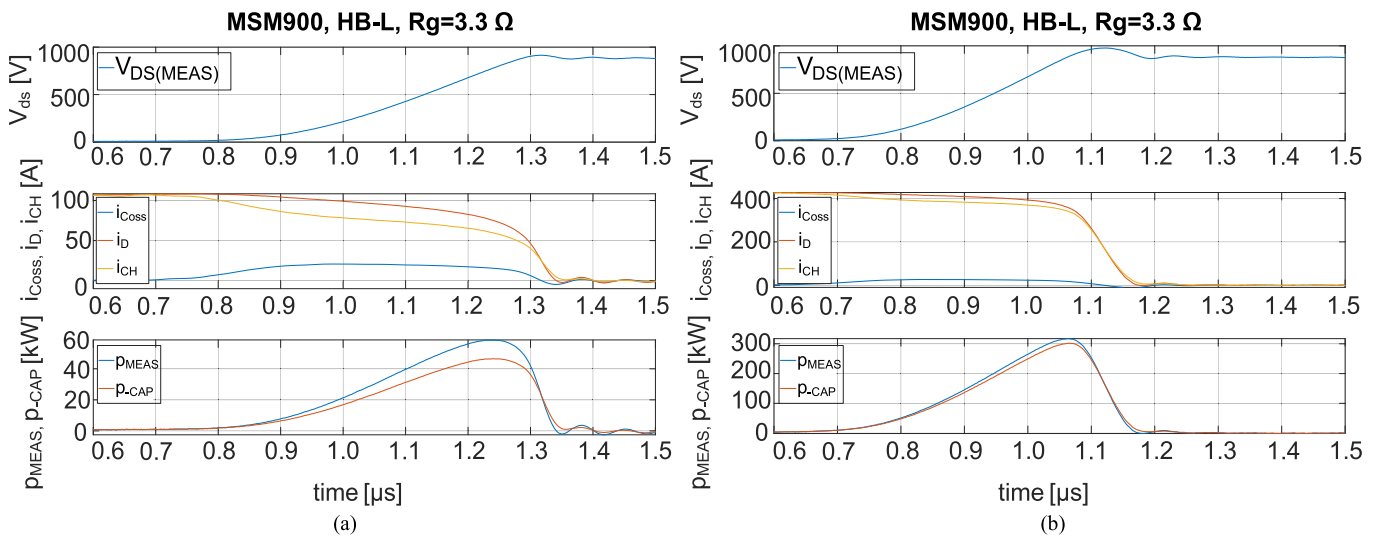 MSM900, HB-L, Rg=3.3 Ω
V_ds [V]
1000
500
0
V_DS(MEAS)
0.6 0.7 0.8 0.9 1.0 1.1 1.2 1.3 1.4 1.5
i_Coss, i_D, i_CH [A]
100
50
0
i_Coss
i_D
i_CH
0.6 0.7 0.8 0.9 1.0 1.1 1.2 1.3 1.4 1.5
p_MEAS, p_-CAP [kW]
60
40
20
0
p_MEAS
p_-CAP
0.6 0.7 0.8 0.9 1.0 1.1 1.2 1.3 1.4 1.5
time [µs]
(a)
MSM900, HB-L, Rg=3.3 Ω
V_ds [V]
1000
500
0
V_DS(MEAS)
0.6 0.7 0.8 0.9 1.0 1.1 1.2 1.3 1.4 1.5
i_Coss, i_D, i_CH [A]
400
200
0
i_Coss
i_D
i_CH
0.6 0.7 0.8 0.9 1.0 1.1 1.2 1.3 1.4 1.5
p_MEAS, p_-CAP [kW]
300
200
100
0
p_MEAS
p_-CAP
0.6 0.7 0.8 0.9 1.0 1.1 1.2 1.3 1.4 1.5
time [µs]
(b)